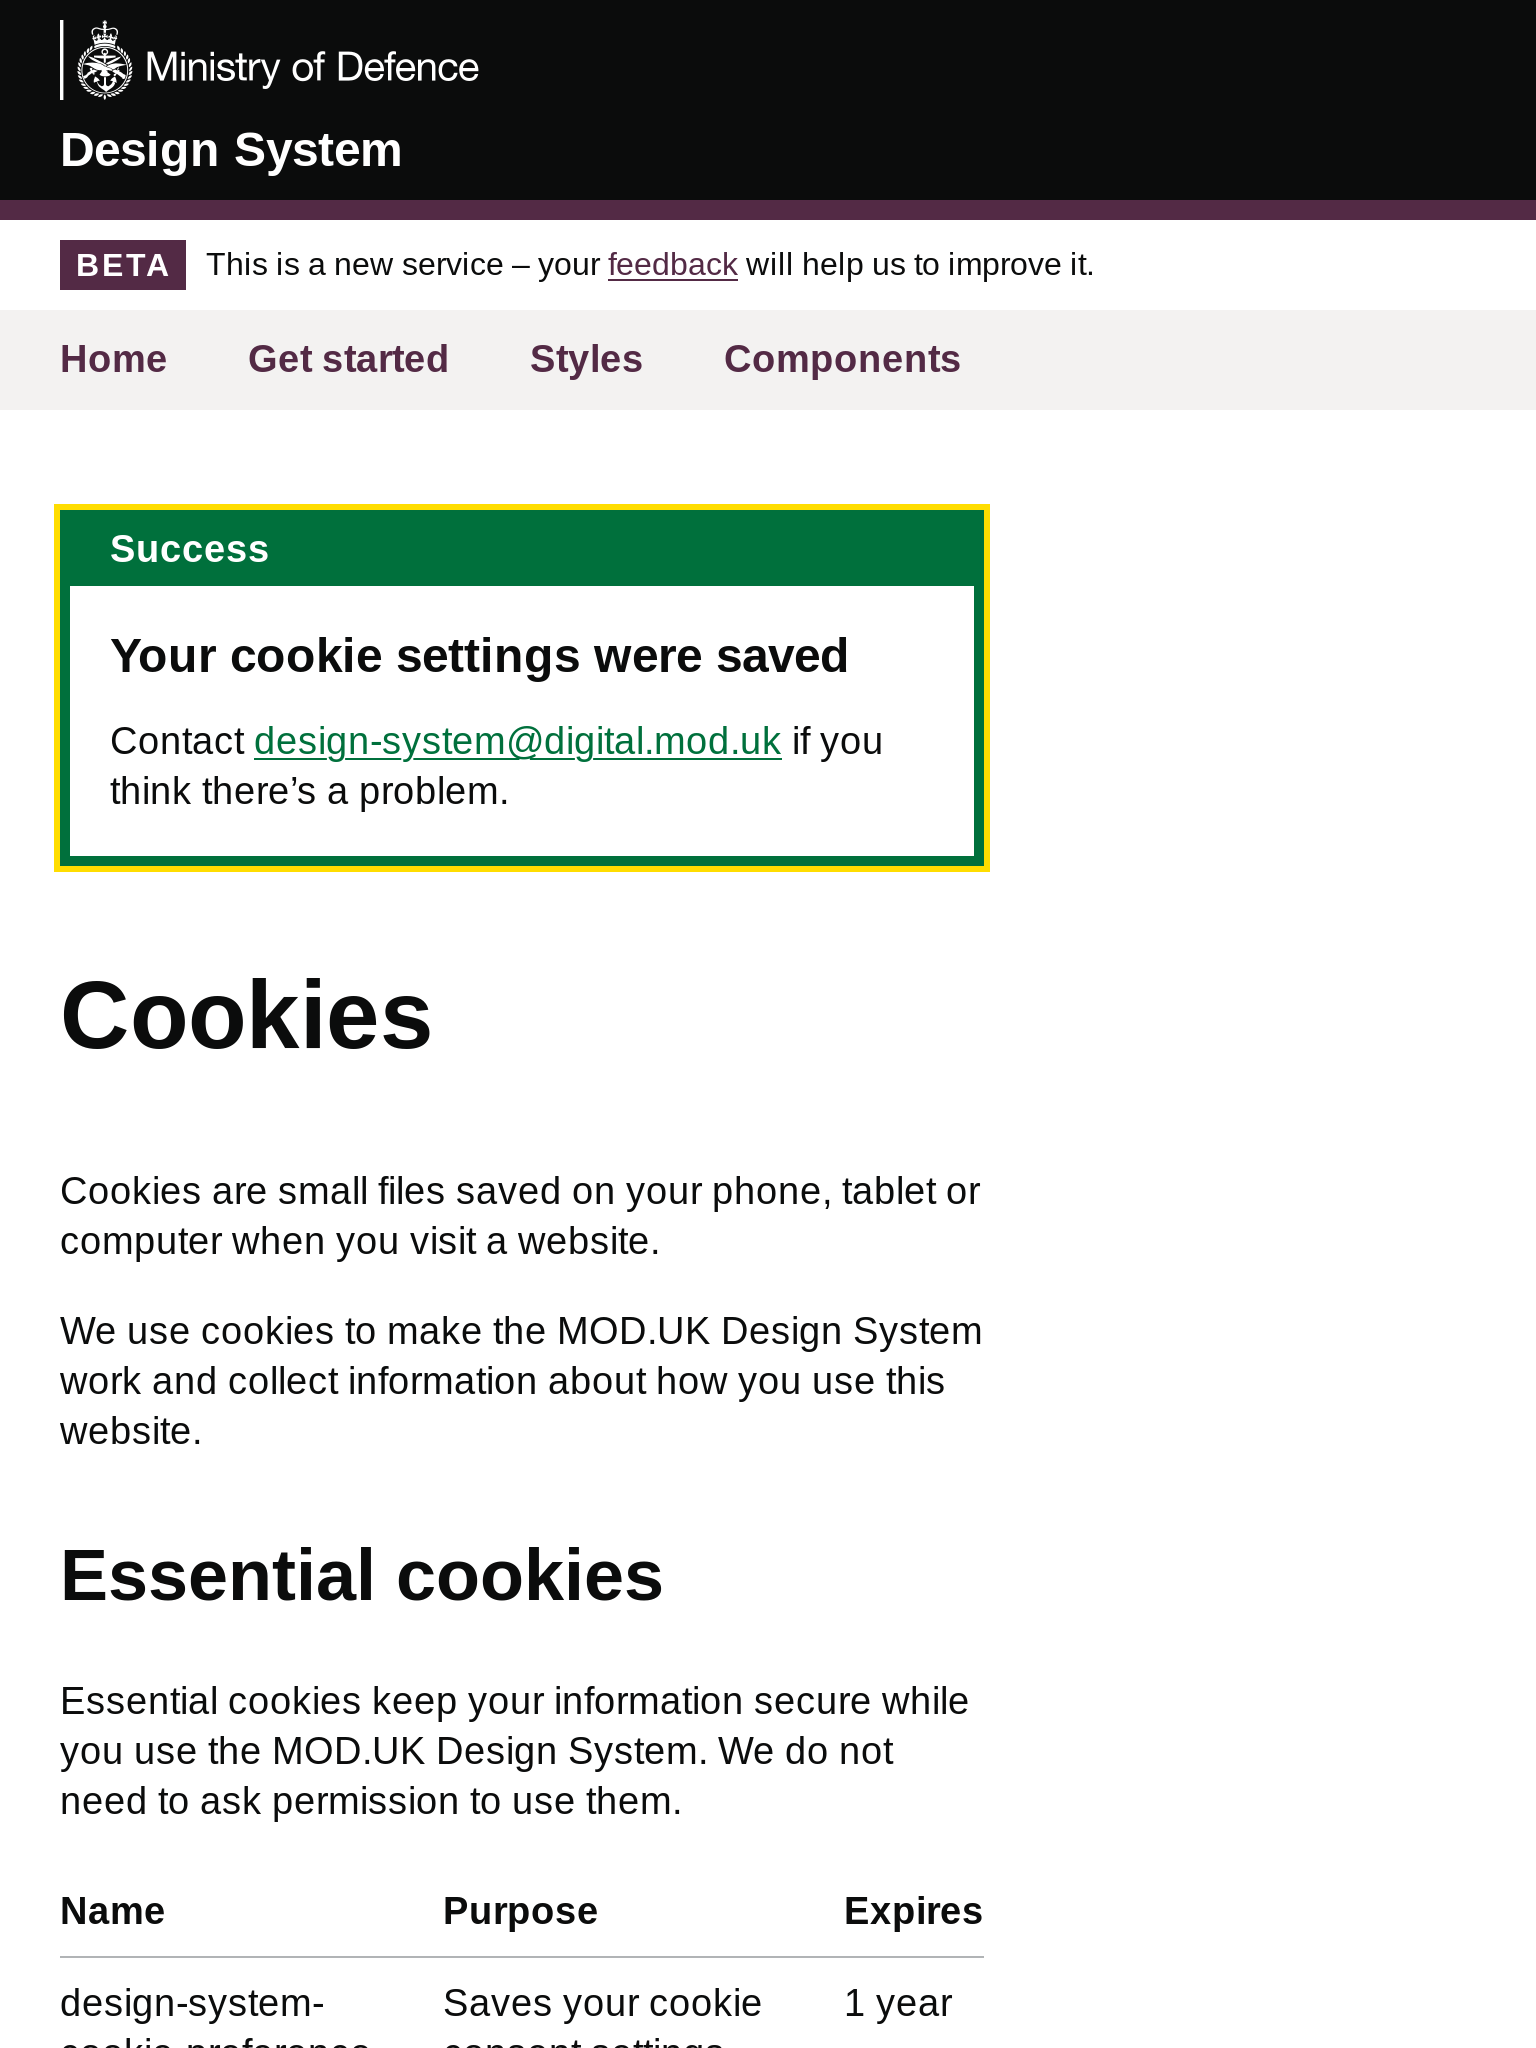 Ministry of Defence
Design System
BETA This is a new service – your feedback will help us to improve it.
Home Get started Styles Components
Success
Your cookie settings were saved
Contact design-system@digital.mod.uk if you
think there’s a problem.
Cookies
Cookies are small files saved on your phone, tablet or
computer when you visit a website.
We use cookies to make the MOD.UK Design System
work and collect information about how you use this
website.
Essential cookies
Essential cookies keep your information secure while
you use the MOD.UK Design System. We do not
need to ask permission to use them.
Name Purpose Expires
design-system- Saves your cookie 1 year
cookie-preference consent settings